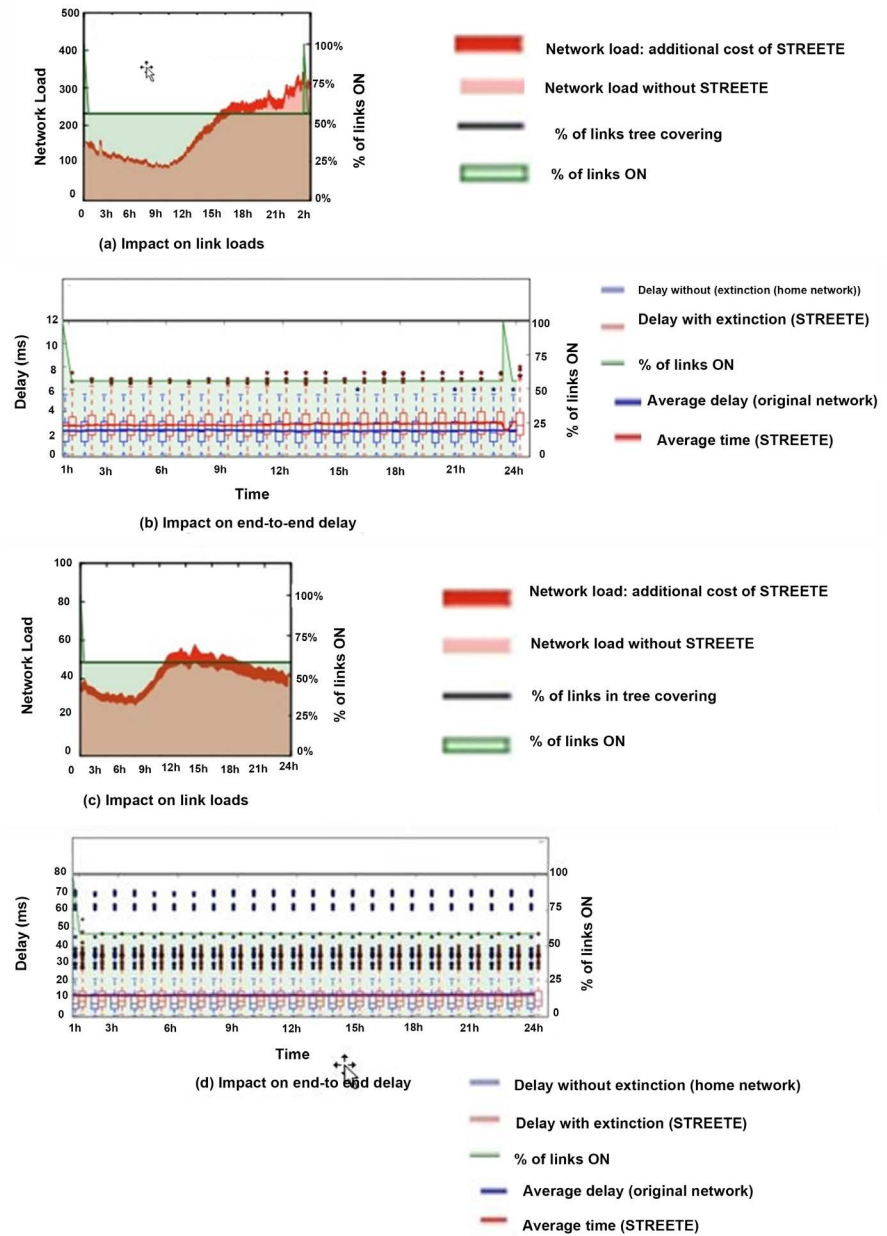 500
400
300
200
100
0
Network Load
100%
75%
50%
25%
0%
% of links ON
0 3h 6h 9h 12h 15h 18h 21h 2h
(a) Impact on link loads
Network load: additional cost of STREETE
Network load without STREETE
% of links tree covering
% of links ON
12
10
8
6
4
2
0
Delay (ms)
100
75
50
25
0
% of links ON
1h 3h 6h 9h 12h 15h 18h 21h 24h
Time
(b) Impact on end-to-end delay
Delay without (extinction (home network))
Delay with extinction (STREETE)
% of links ON
Average delay (original network)
Average time (STREETE)
100
80
60
40
20
0
Network Load
100%
75%
50%
25%
0%
% of links ON
0 3h 6h 9h 12h 15h 18h 21h 24h
(c) Impact on link loads
Network load: additional cost of STREETE
Network load without STREETE
% of links in tree covering
% of links ON
80
70
60
50
40
30
20
10
0
Delay (ms)
100
75
50
25
0
% of links ON
1h 3h 6h 9h 12h 15h 18h 21h 24h
Time
(d) Impact on end-to end delay
Delay without extinction (home network)
Delay with extinction (STREETE)
% of links ON
Average delay (original network)
Average time (STREETE)